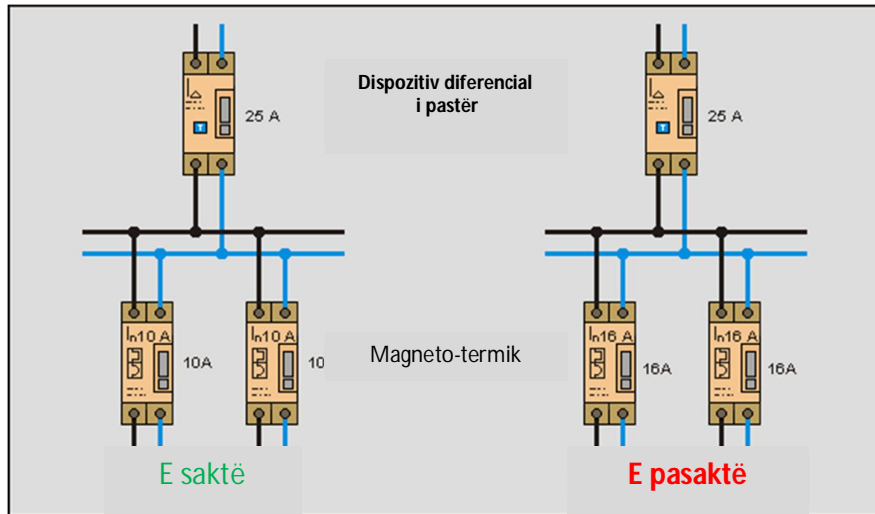 Dispozitiv diferencial
i pastër
25 A
25 A
T
T
In10 A
In10 A
Magneto-termik
In16 A
In16 A
10A
10
16A
16A
E saktë
E pasaktë